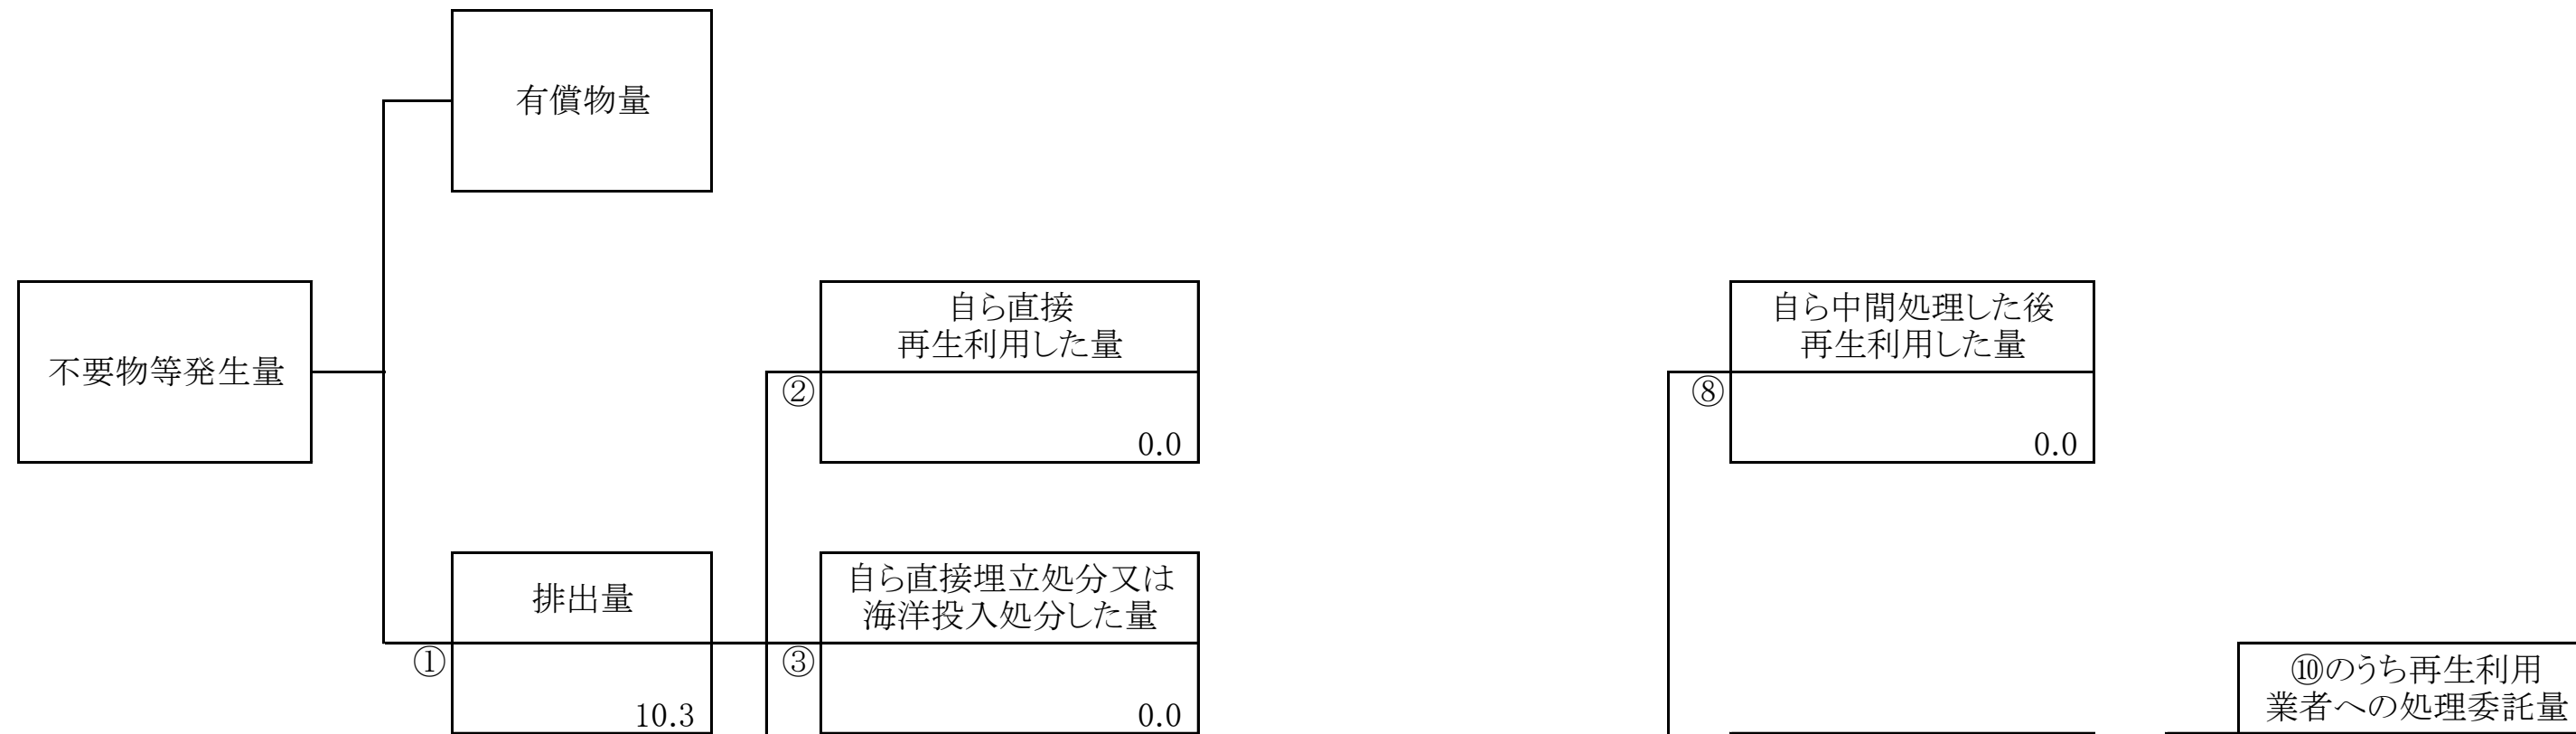 有償物量
不要物等発生量
自ら直接
再生利用した量
②
0.0
自ら中間処理した後
再生利用した量
⑧
0.0
排出量
①
10.3
自ら直接埋立処分又は
海洋投入処分した量
③
0.0
⑩のうち再生利用
業者への処理委託量